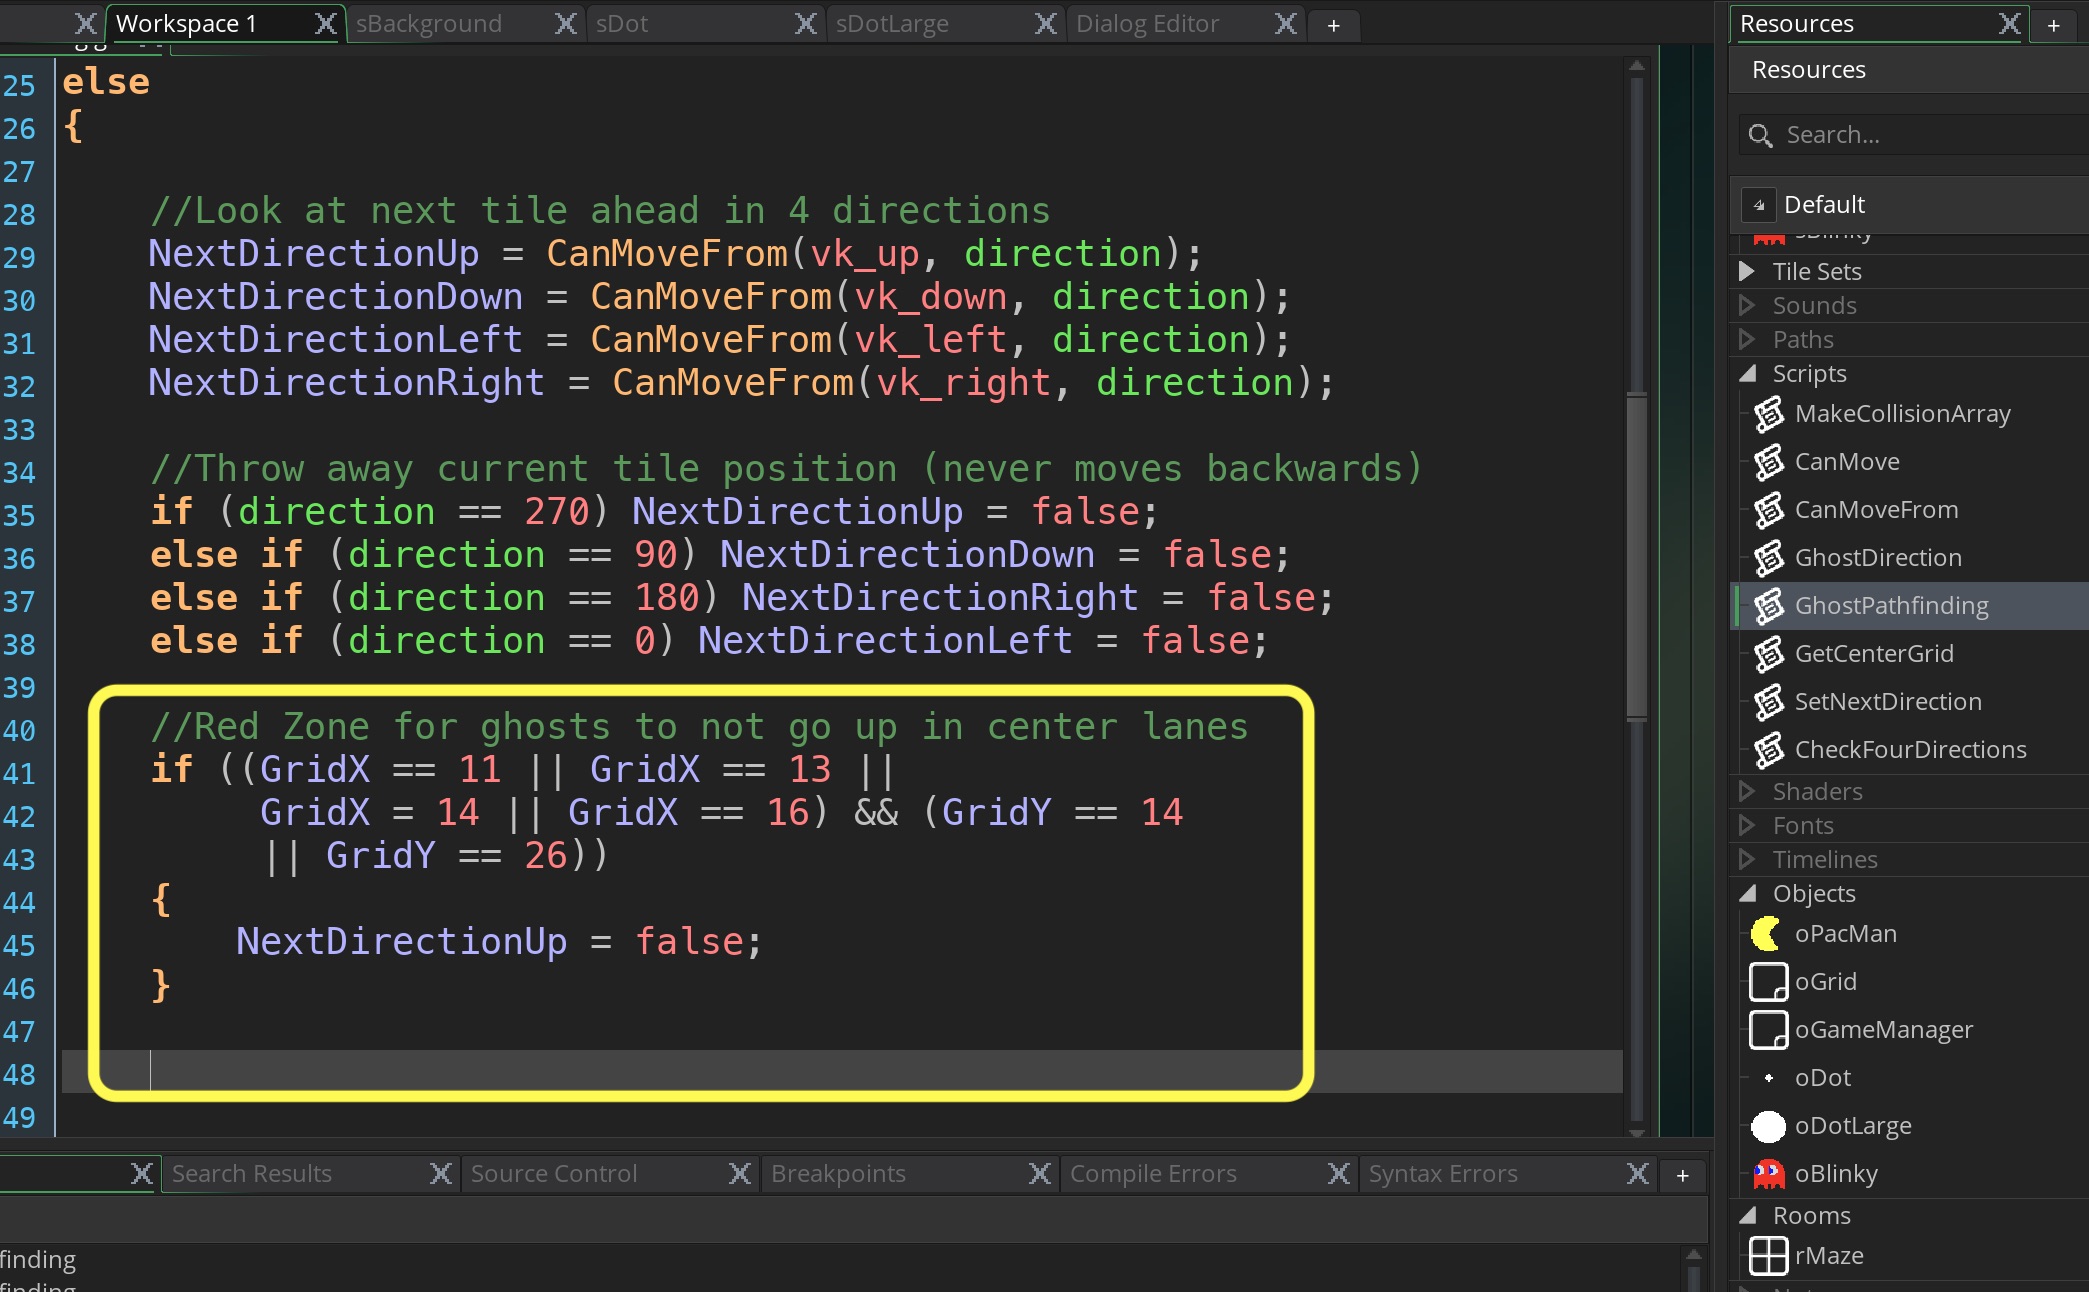 Workspace 1
sBackground
sDot
sDotLarge
Dialog Editor
+
Resources
+
25 else
26 {
27
28 //Look at next tile ahead in 4 directions
29 NextDirectionUp = CanMoveFrom(vk_up, direction);
30 NextDirectionDown = CanMoveFrom(vk_down, direction);
31 NextDirectionLeft = CanMoveFrom(vk_left, direction);
32 NextDirectionRight = CanMoveFrom(vk_right, direction);
33
34 //Throw away current tile position (never moves backwards)
35 if (direction == 270) NextDirectionUp = false;
36 else if (direction == 90) NextDirectionDown = false;
37 else if (direction == 180) NextDirectionRight = false;
38 else if (direction == 0) NextDirectionLeft = false;
39
40 //Red Zone for ghosts to not go up in center lanes
41 if ((GridX == 11 || GridX == 13 ||
42 GridX = 14 || GridX == 16) && (GridY == 14
43 || GridY == 26))
44 {
45 NextDirectionUp = false;
46 }
47
48
49
Resources
Search...
Default
sBlinky
Tile Sets
Sounds
Paths
Scripts
MakeCollisionArray
CanMove
CanMoveFrom
GhostDirection
GhostPathfinding
GetCenterGrid
SetNextDirection
CheckFourDirections
Shaders
Fonts
Timelines
Objects
oPacMan
oGrid
oGameManager
oDot
oDotLarge
oBlinky
Rooms
rMaze
Search Results
Source Control
Breakpoints
Compile Errors
Syntax Errors
+
finding
finding